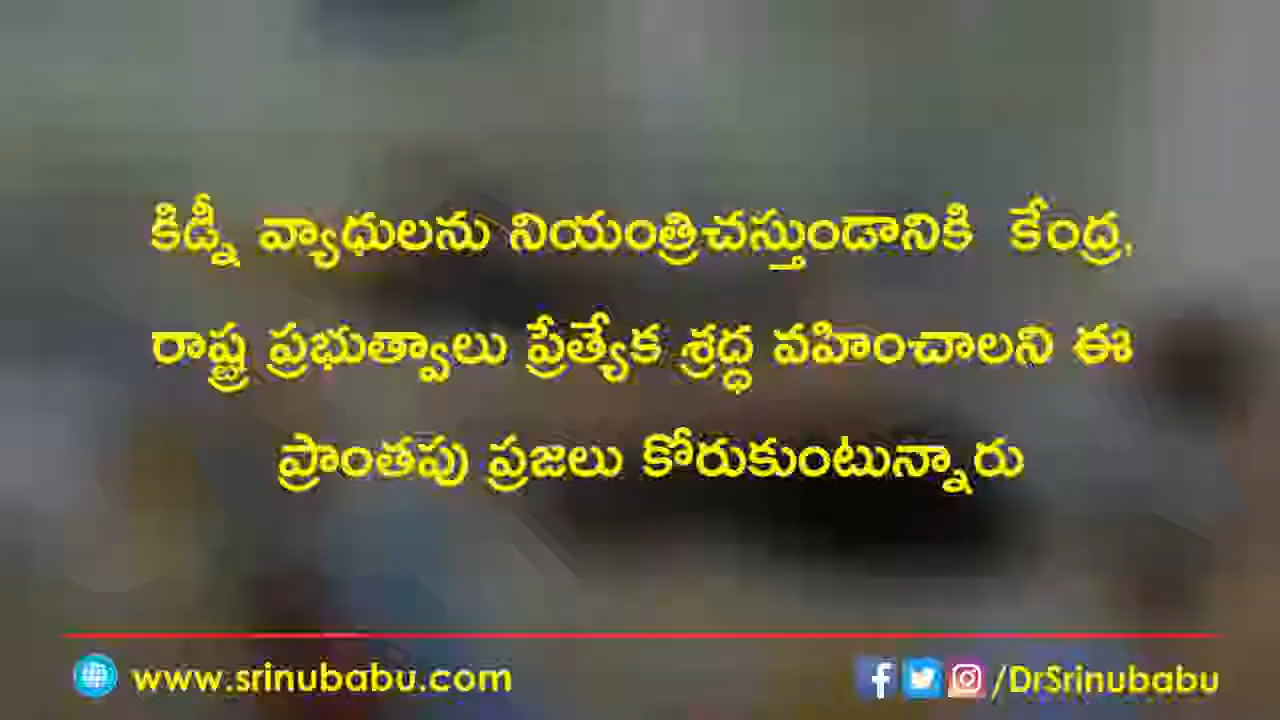 కిడ్నీ వ్యాధులను నియంత్రిచస్తుండానికి కేంద్ర,
రాష్ట్ర ప్రభుత్వాలు ప్రేత్యేక శ్రద్ధ వహించాలని ఈ
ప్రాంతపు ప్రజలు కోరుకుంటున్నారు
www.srinubabu.com
/DrSrinubabu